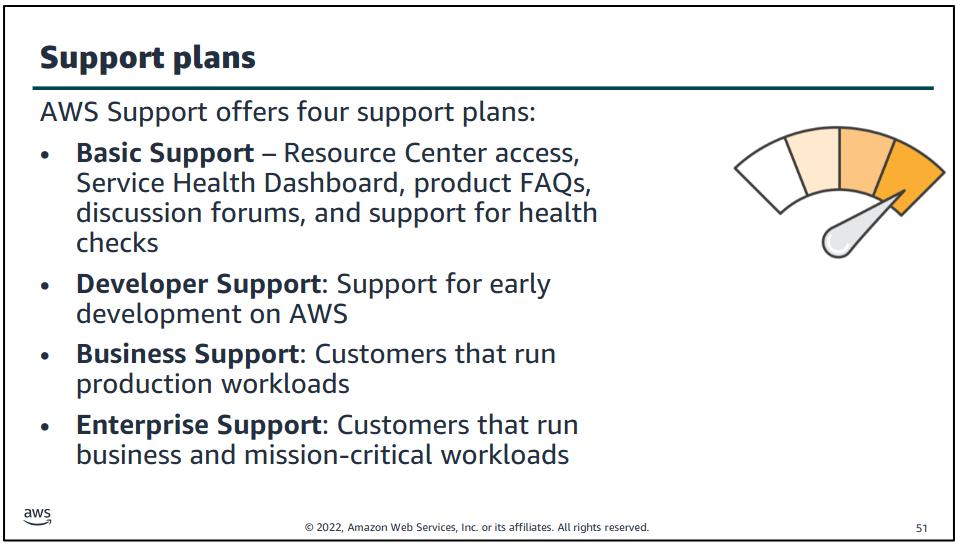 Support plans
AWS Support offers four support plans:
• Basic Support – Resource Center access,
Service Health Dashboard, product FAQs,
discussion forums, and support for health
checks
• Developer Support: Support for early
development on AWS
• Business Support: Customers that run
production workloads
• Enterprise Support: Customers that run
business and mission-critical workloads
aws
© 2022, Amazon Web Services, Inc. or its affiliates. All rights reserved.
51